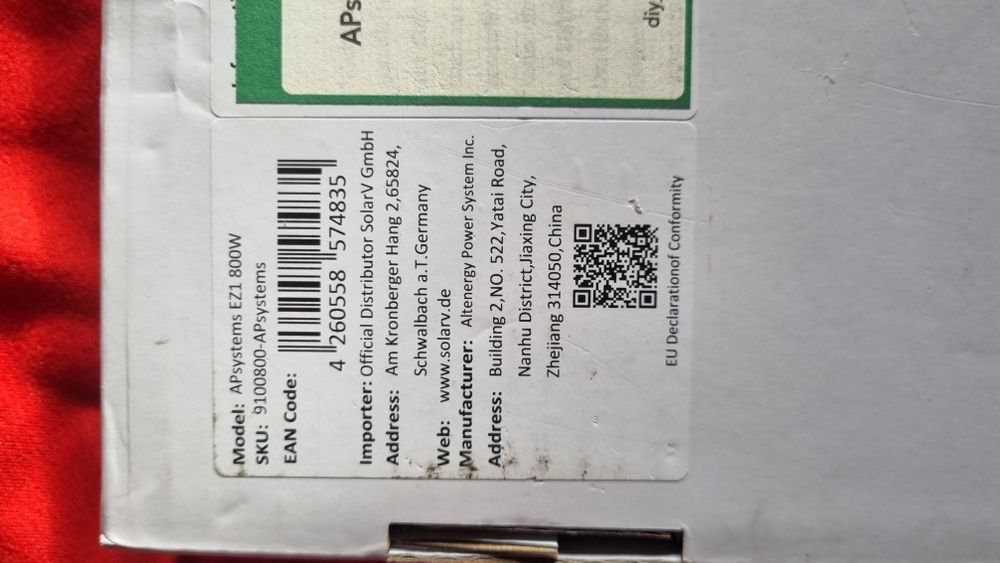 APs
diy.
Model: APsystems EZ1 800W
SKU: 9100800-APsystems
EAN Code:
4 260558 574835
Importer: Official Distributor SolarV GmbH
Address: Am Kronberger Hang 2,65824,
Schwalbach a.T.Germany
Web: www.solarv.de
Manufacturer: Altenergy Power System Inc.
Address: Building 2,NO. 522,Yatai Road,
Nanhu District,Jiaxing City,
Zhejiang 314050,China
EU Declarationof Conformity